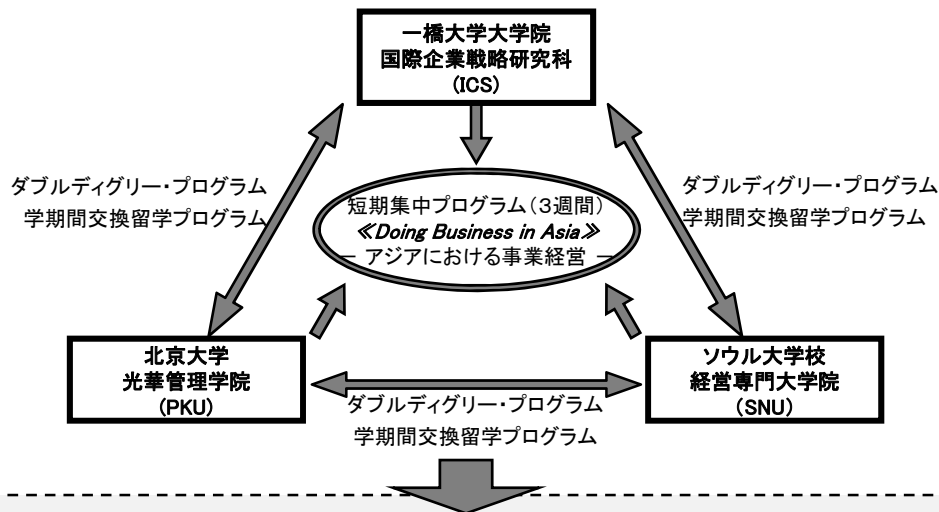 一橋大学大学院
国際企業戦略研究科
(ICS)
ダブルディグリー・プログラム
学期間交換留学プログラム
短期集中プログラム(3週間)
≪Doing Business in Asia≫
― アジアにおける事業経営 ―
ダブルディグリー・プログラム
学期間交換留学プログラム
北京大学
光華管理学院
(PKU)
ソウル大学校
経営専門大学院
(SNU)
ダブルディグリー・プログラム
学期間交換留学プログラム